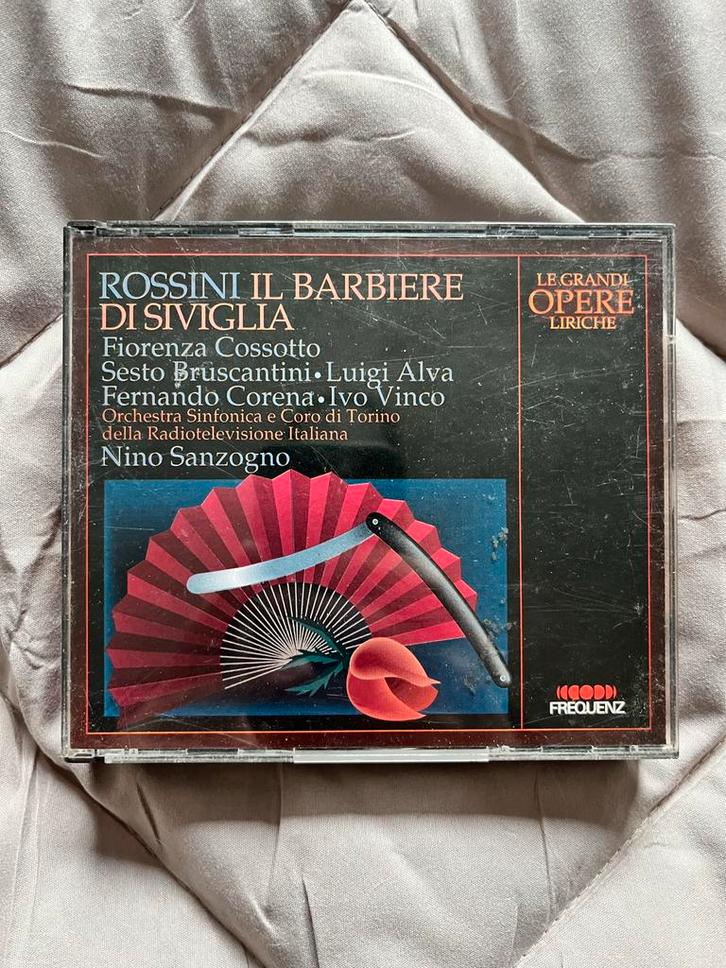 ROSSINI IL BARBIERE
DI SIVIGLIA
Fiorenza Cossotto
Sesto Bruscantini • Luigi Alva
Fernando Corena • Ivo Vinco
Orchestra Sinfonica e Coro di Torino
della Radiotelevisione Italiana
Nino Sanzogno
LE GRANDI
OPERE
LIRICHE
FREQUENZ